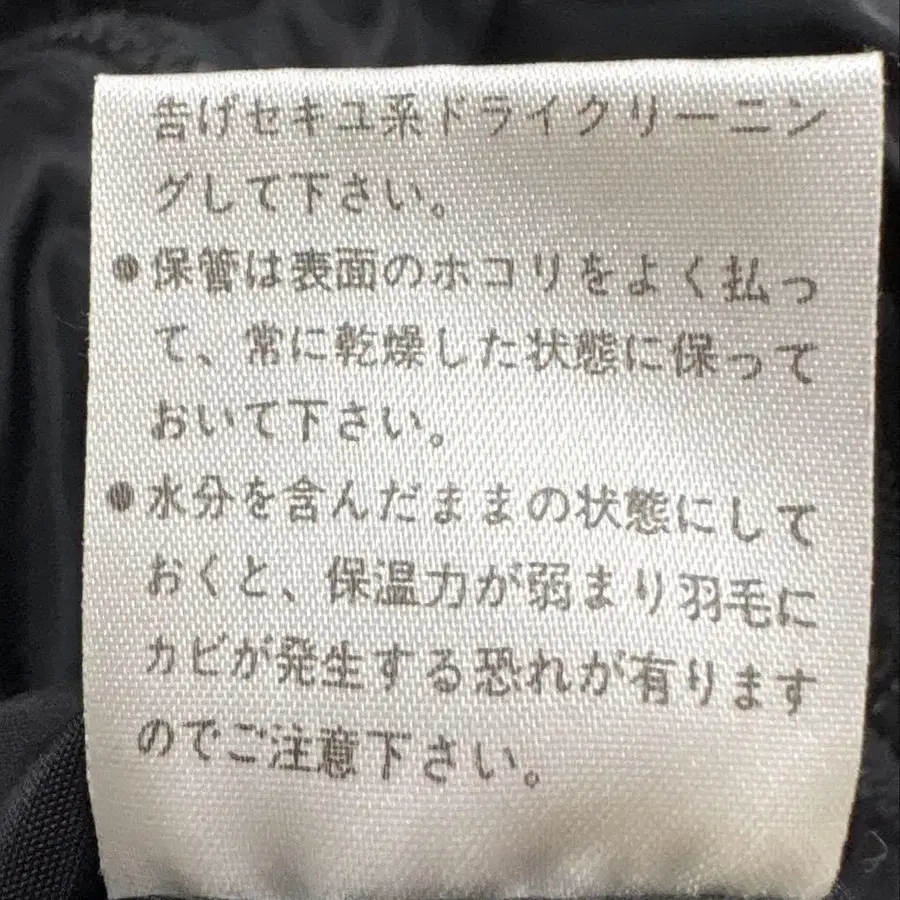 告げセキユ系ドライクリーニン
グして下さい。
●保管は表面のホコリをよく払っ
て、常に乾燥した状態に保って
おいて下さい。
●水分を含んだままの状態にして
おくと、保温力が弱まり羽毛に
カビが発生する恐れが有ります
のでご注意下さい。